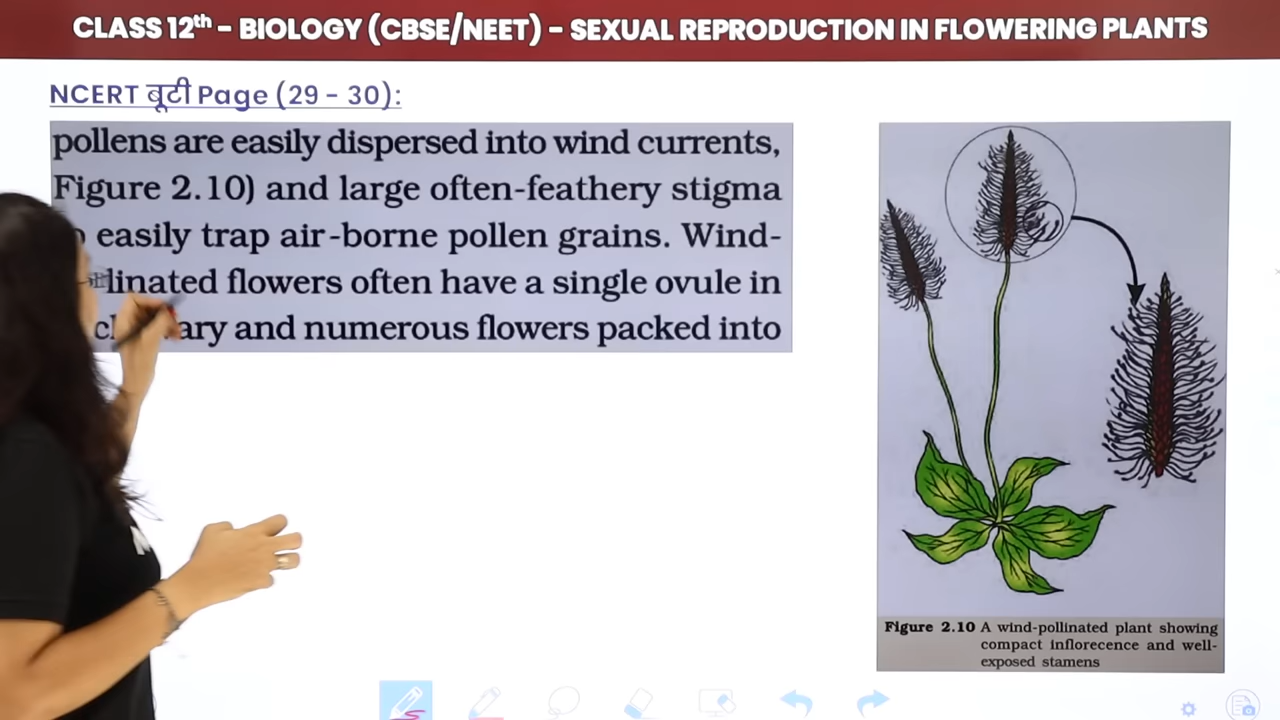 CLASS 12th – BIOLOGY (CBSE/NEET) – SEXUAL REPRODUCTION IN FLOWERING PLANTS
NCERT बूटी Page (29 - 30):
pollens are easily dispersed into wind currents,
Figure 2.10) and large often-feathery stigma
easily trap air-borne pollen grains. Wind-
flowers often have a single ovule in
and numerous flowers packed into
Figure 2.10 A wind-pollinated plant showing
compact inflorecence and well-
exposed stamens